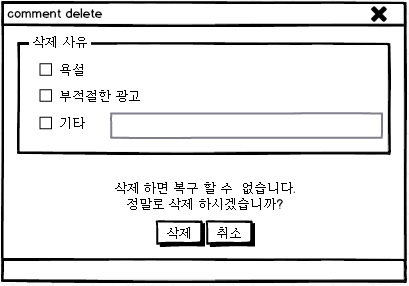 comment delete
삭제 사유
욕설
부적절한 광고
기타
삭제 하면 복구 할 수 없습니다.
정말로 삭제 하시겠습니까?
삭제 취소